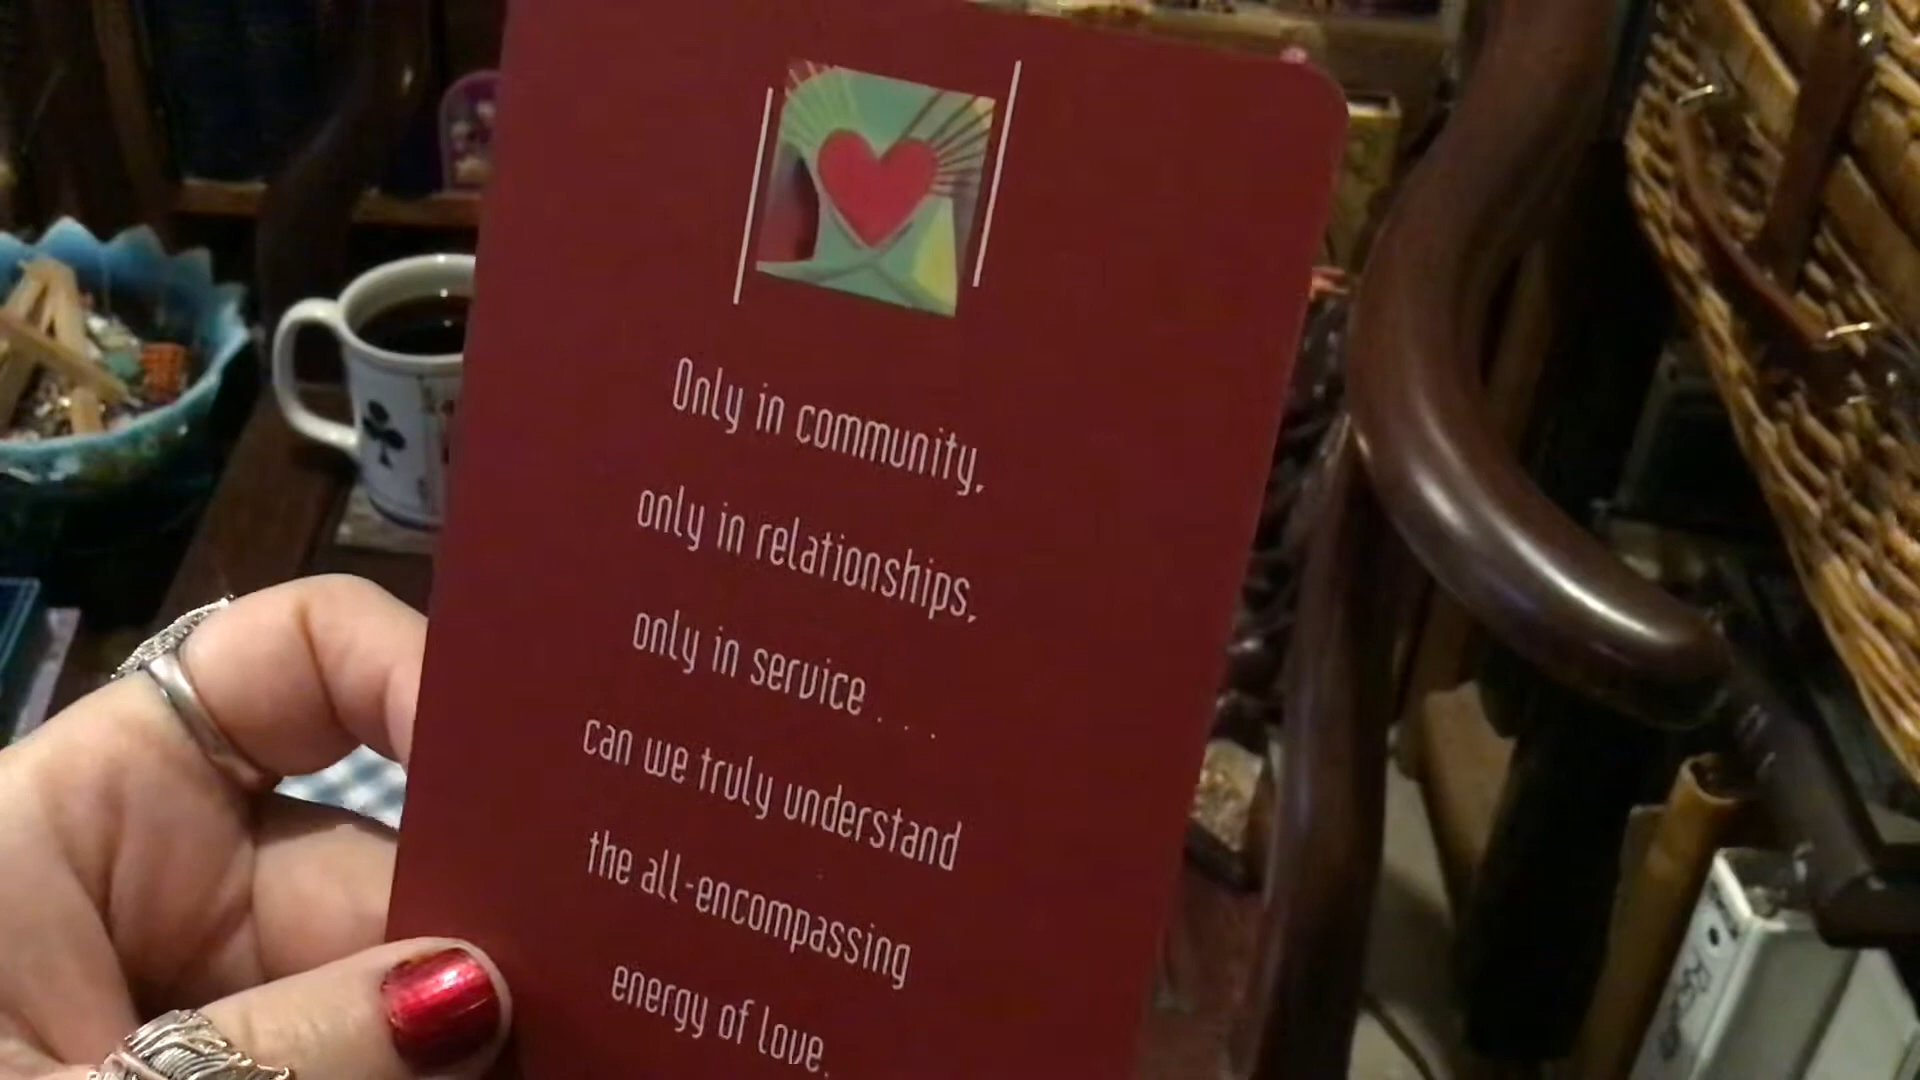 Only in community,
only in relationships,
only in service . . .
can we truly understand
the all-encompassing
energy of love.